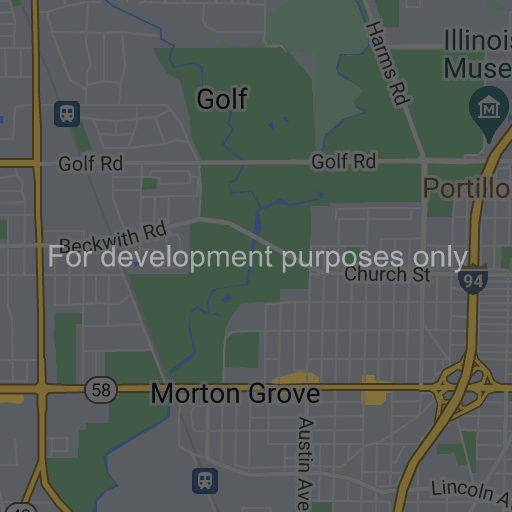 Illinois
Muse
Harms Rd
Golf
Golf Rd
Golf Rd
Portillo
Beckwith Rd
For development purposes only
Church St
94
58
Morton Grove
Austin Ave
Lincoln A